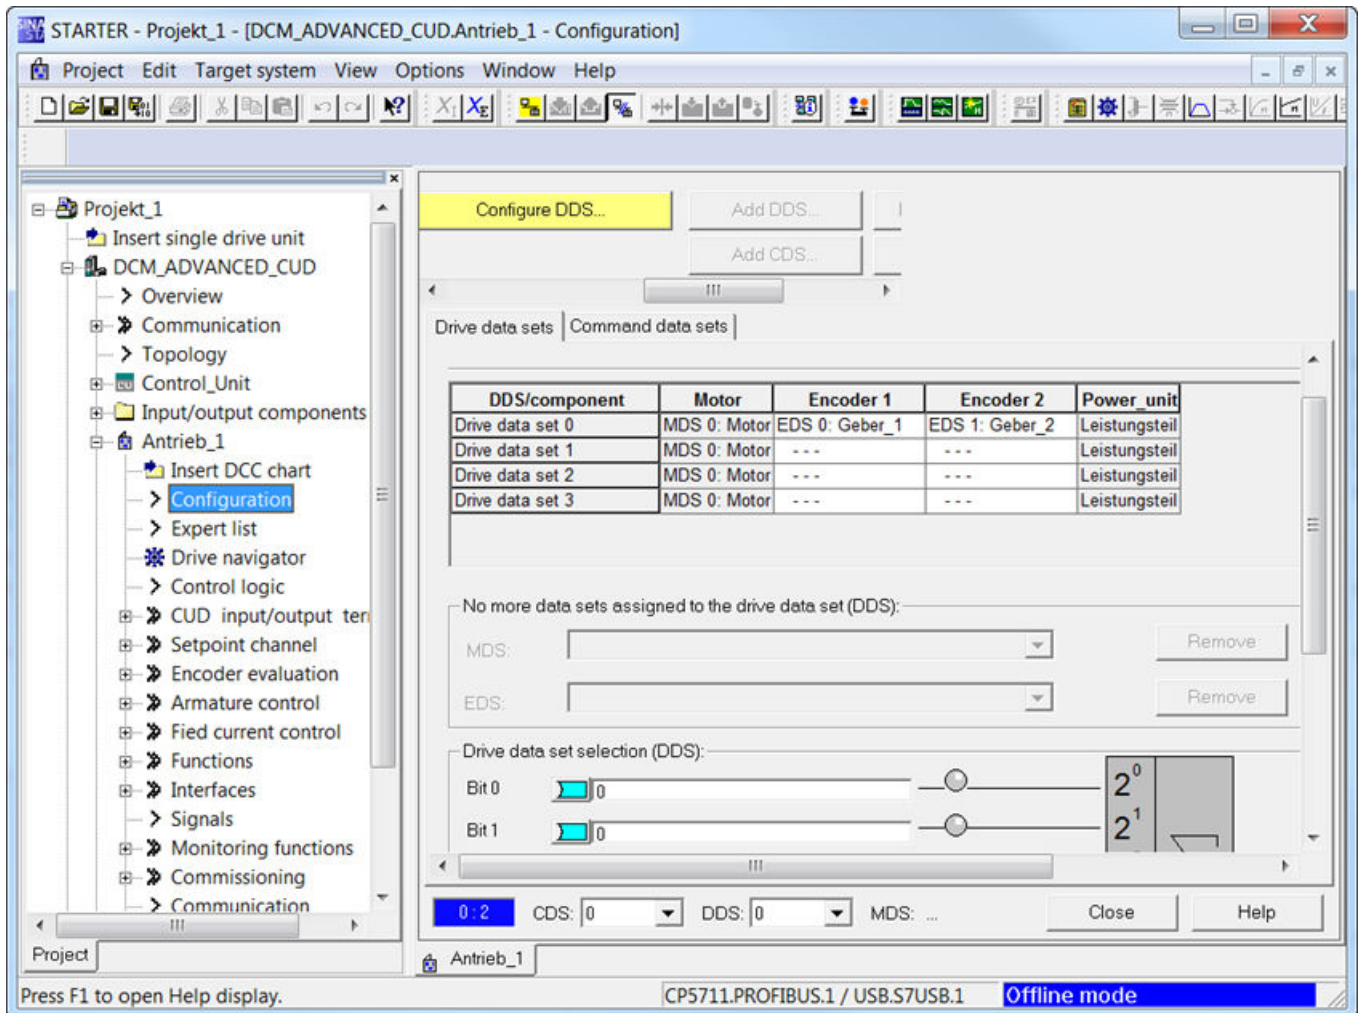 STARTER - Projekt_1 - [DCM_ADVANCED_CUD.Antrieb_1 - Configuration]
Project Edit Target system View Options Window Help
Projekt_1
Insert single drive unit
DCM_ADVANCED_CUD
Overview
Communication
Topology
Control_Unit
Input/output components
Antrieb_1
Insert DCC chart
Configuration
Expert list
Drive navigator
Control logic
CUD input/output ter
Setpoint channel
Encoder evaluation
Armature control
Fied current control
Functions
Interfaces
Signals
Monitoring functions
Commissioning
Communication
Project
Configure DDS... Add DDS...
Add CDS...
Drive data sets Command data sets
DDS/component Motor Encoder 1 Encoder 2 Power_unit
Drive data set 0 MDS 0: Motor EDS 0: Geber_1 EDS 1: Geber_2 Leistungsteil
Drive data set 1 MDS 0: Motor - - - - - - Leistungsteil
Drive data set 2 MDS 0: Motor - - - - - - Leistungsteil
Drive data set 3 MDS 0: Motor - - - - - - Leistungsteil
No more data sets assigned to the drive data set (DDS):
MDS: Remove
EDS: Remove
Drive data set selection (DDS):
Bit 0 0 2⁰
Bit 1 0 2¹
0 : 2 CDS: 0 DDS: 0 MDS: ... Close Help
Antrieb_1
Press F1 to open Help display. CP5711.PROFIBUS.1 / USB.S7USB.1 Offline mode